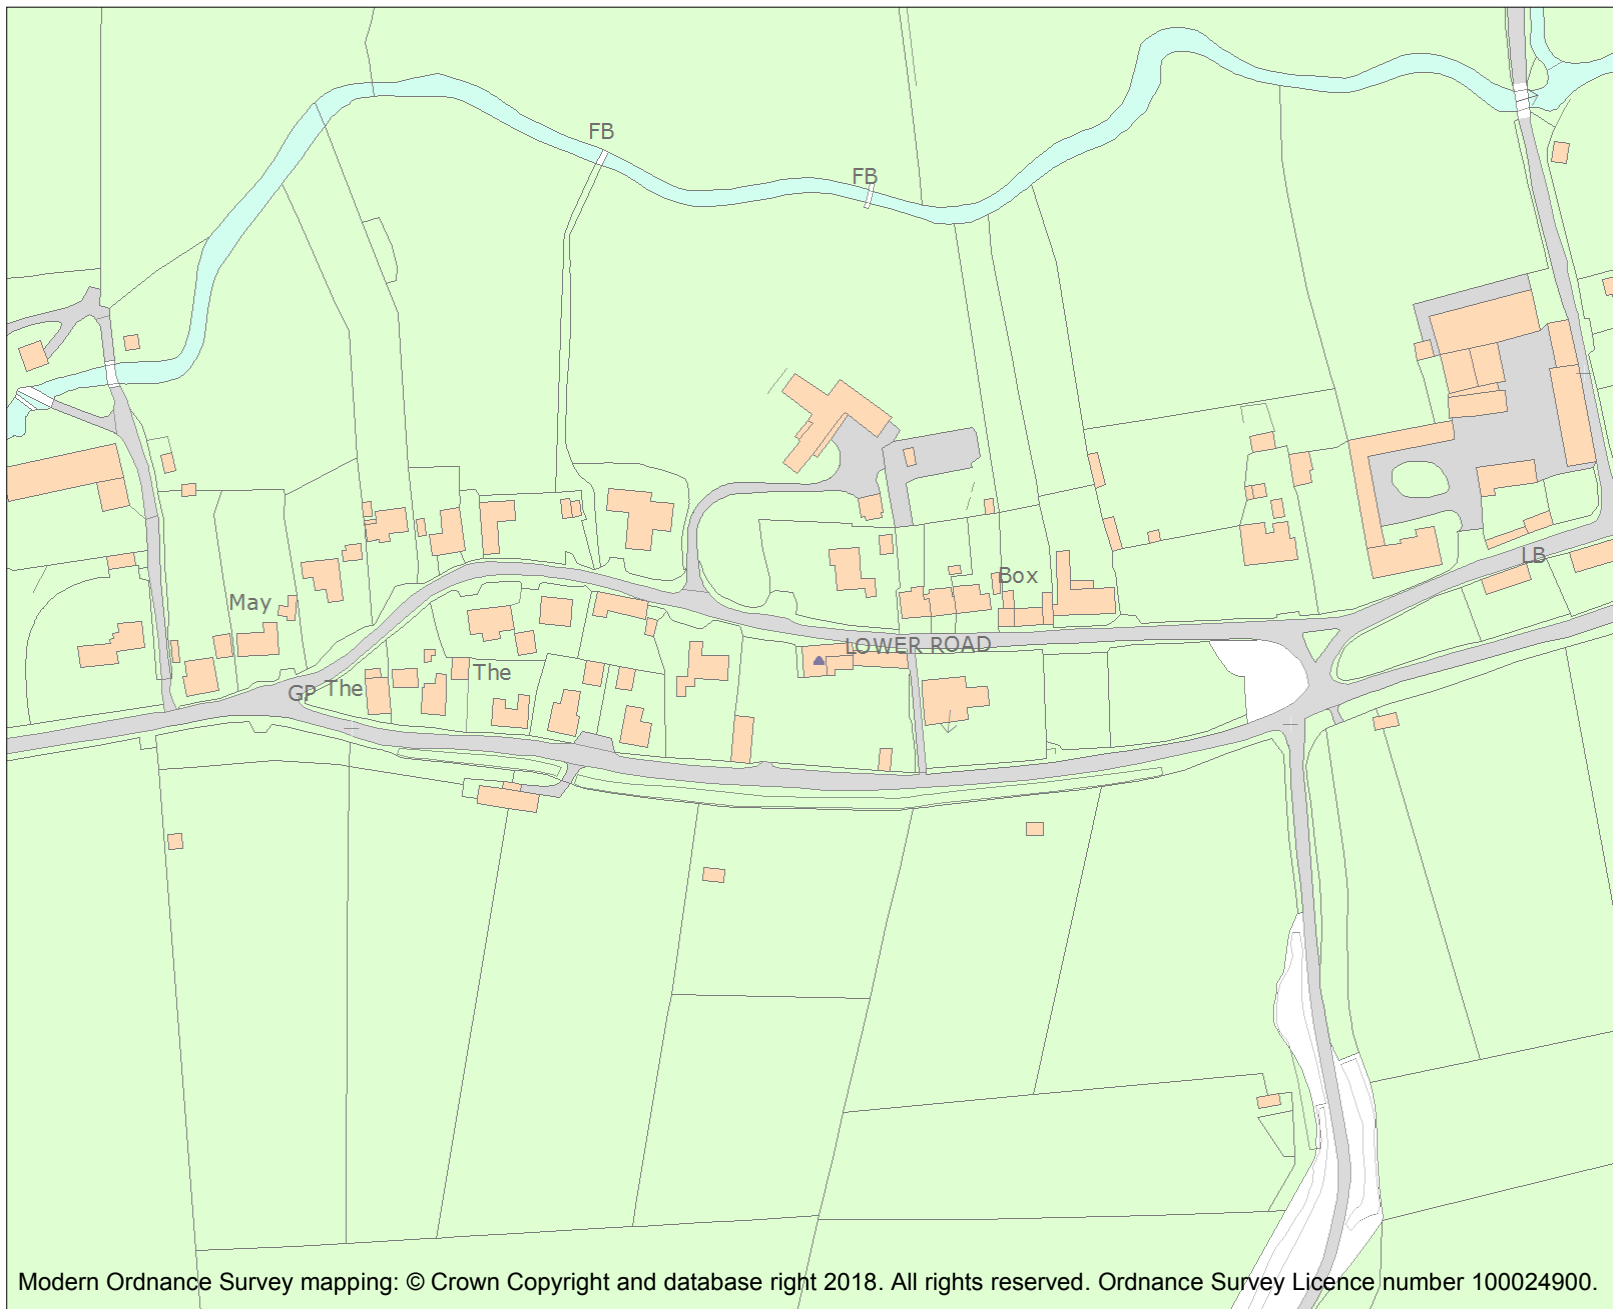 FB
FB
LB
Box
May
LOWER ROAD
The
GP The
Modern Ordnance Survey mapping: © Crown Copyright and database right 2018. All rights reserved. Ordnance Survey Licence number 100024900.